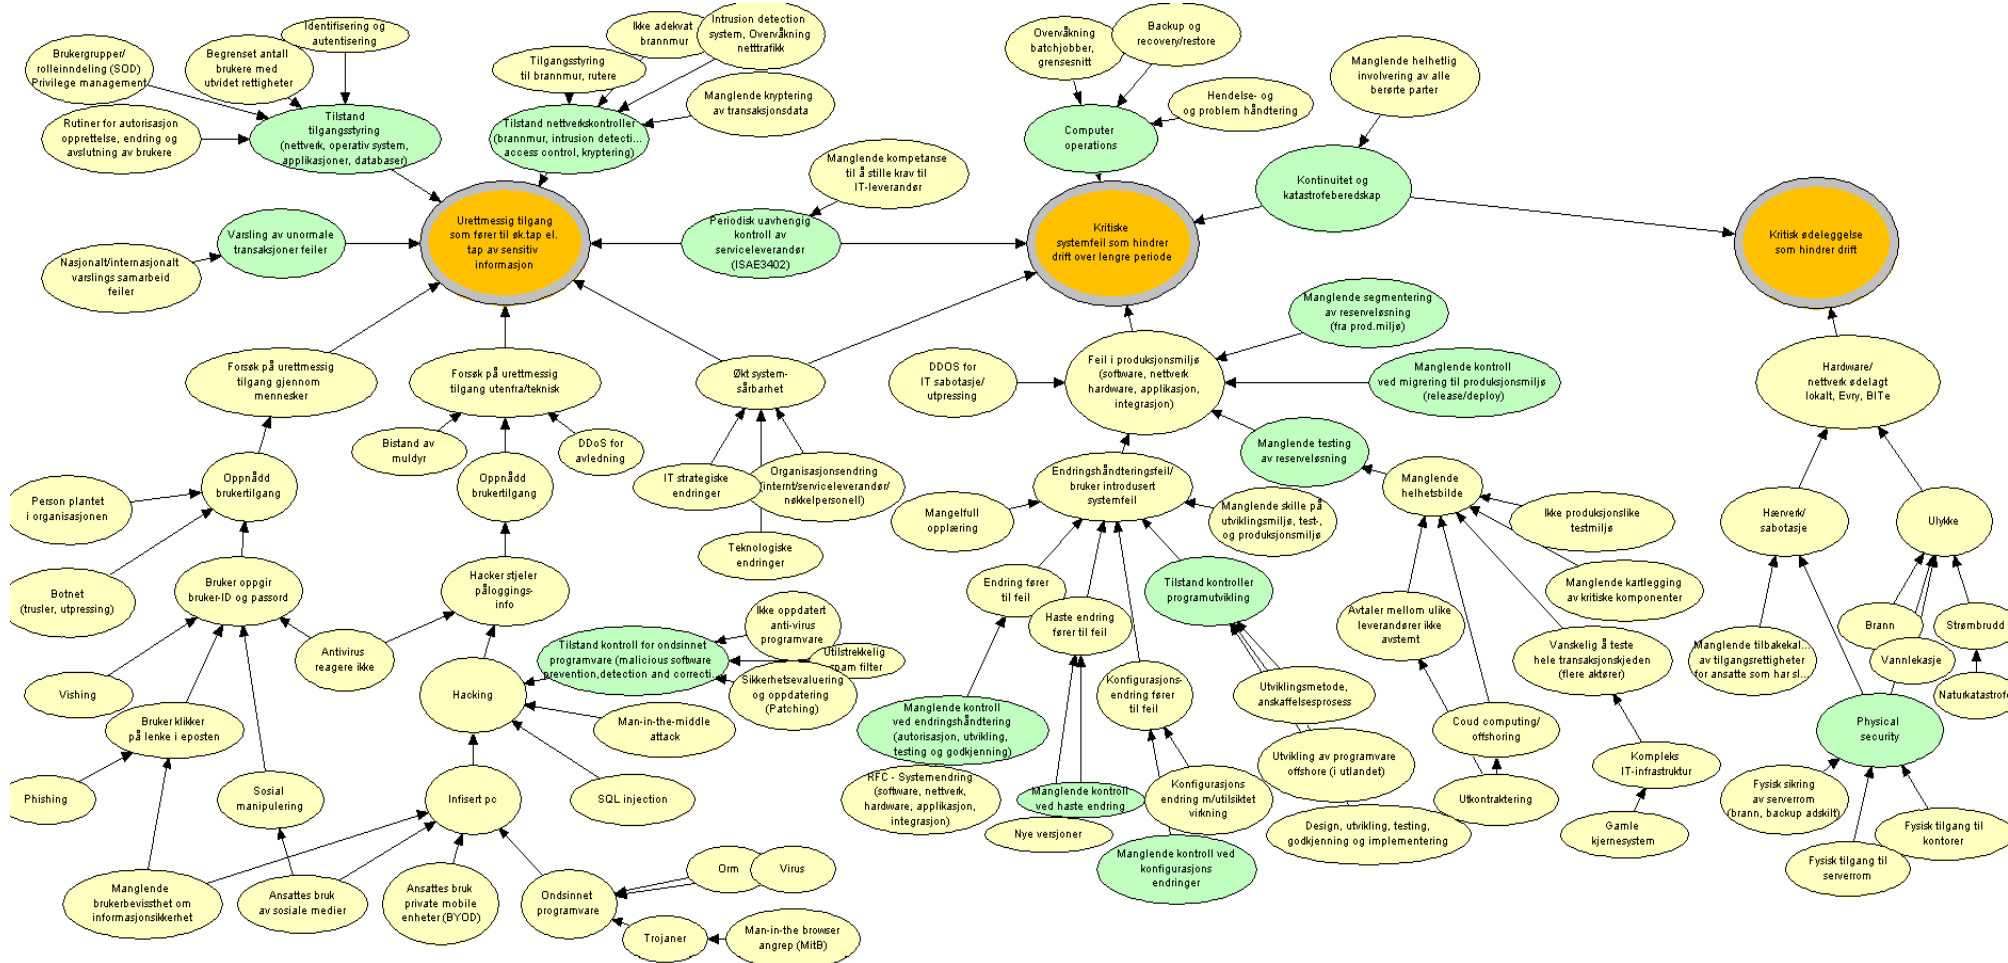 Identifisering og
autentisering
Brukergrupper/
rolleinndeling (SOD)
Privilege management
Begrenset antall
brukere med
utvidet rettigheter
Rutiner for autorisasjon
opprettelse, endring og
avslutning av brukere
Tilstand
tilgangsstyring
(nettverk, operativ system,
applikasjoner, databaser)
Ikke adekvat
brannmur
Intrusion detection
system, Overvåkning
netttrafikk
Tilgangsstyring
til brannmur, rutere
Manglende kryptering
av transaksjonsdata
Tilstand nettverkskontroller
(brannmur, intrusion detecti...
access control, kryptering)
Manglende kompetanse
til å stille krav til
IT-leverandør
Overvåkning
batchjobber,
grensesnitt
Backup og
recovery/restore
Hendelse- og
og problem håndtering
Computer
operations
Manglende helhetlig
involvering av alle
berørte parter
Kontinuitet og
katastrofeberedskap
Varsling av unormale
transaksjoner feiler
Nasjonalt/internasjonalt
varslings samarbeid
feiler
Urettmessig tilgang
som fører til øk.tap el.
tap av sensitiv
informasjon
Periodisk uavhengig
kontroll av
serviceleverandør
(ISAE3402)
Kritiske
systemfeil som hindrer
drift over lengre periode
Kritisk ødeleggelse
som hindrer drift
Forsøk på urettmessig
tilgang gjennom
mennesker
Forsøk på urettmessig
tilgang utenfra/teknisk
Økt system-
sårbarhet
DDOS for
IT sabotasje/
utpressing
Feil i produksjonsmiljø
(software, nettverk
hardware, applikasjon,
integrasjon)
Manglende segmentering
av reserveløsning
(fra prod.miljø)
Manglende kontroll
ved migrering til produksjonsmiljø
(release/deploy)
Manglende testing
av reserveløsning
Hardware/
nettverk ødelagt
lokalt, Evry, BITe
Bistand av
muldyr
DDoS for
avledning
Oppnådd
brukertilgang
Oppnådd
brukertilgang
IT strategiske
endringer
Organisasjonsendring
(internt/serviceleverandør/
nøkkelpersonell)
Teknologiske
endringer
Person plantet
i organisasjonen
Botnet
(trusler, utpressing)
Endringshåndteringsfeil/
bruker introdusert
systemfeil
Mangelfull
opplæring
Manglende skille på
utviklingsmiljø, test-,
og produksjonsmiljø
Manglende
helhetsbilde
Ikke produksjonslike
testmiljø
Manglende kartlegging
av kritiske komponenter
Hærverk/
sabotasje
Ulykke
Bruker oppgir
bruker-ID og passord
Hacker stjeler
påloggings-
info
Antivirus
reagere ikke
Vishing
Bruker klikker
på lenke i eposten
Phishing
Sosial
manipulering
Hacking
Tilstand kontroll for ondsinnet
programvare (malicious software
prevention,detection and correcti...
Ikke oppdatert
anti-virus
programvare
Utilstrekkelig
spam filter
Sikkerhetsevaluering
og oppdatering
(Patching)
Man-in-the-middle
attack
SQL injection
Infisert pc
Manglende
brukerbevissthet om
informasjonsikkerhet
Ansattes bruk
av sosiale medier
Ansattes bruk
private mobile
enheter (BYOD)
Ondsinnet
programvare
Orm
Virus
Trojaner
Man-in-the browser
angrep (MitB)
Endring fører
til feil
Haste endring
fører til feil
Konfigurasjons-
endring fører
til feil
Tilstand kontroller
programutvikling
Manglende kontroll
ved endringshåndtering
(autorisasjon, utvikling,
testing og godkjenning)
RFC - Systemendring
(software, nettverk,
hardware, applikasjon,
integrasjon)
Manglende kontroll
ved haste endring
Nye versjoner
Konfigurasjons
endring m/utilsiktet
virkning
Manglende kontroll ved
konfigurasjons
endringer
Utviklingsmetode,
anskaffelsesprosess
Utvikling av programvare
offshore (i utlandet)
Design, utvikling, testing,
godkjenning og implementering
Avtaler mellom ulike
leverandører ikke
avstemt
Vanskelig å teste
hele transaksjonskjeden
(flere aktører)
Coud computing/
offshoring
Utkontraktering
Kompleks
IT-infrastruktur
Gamle
kjernesystem
Manglende tilbakekal...
av tilgangsrettigheter
for ansatte som har sl...
Brann
Vannlekasje
Strømbrudd
Naturkatastrofe
Physical
security
Fysisk sikring
av serverrom
(brann, backup adskilt)
Fysisk tilgang til
serverrom
Fysisk tilgang til
kontorer